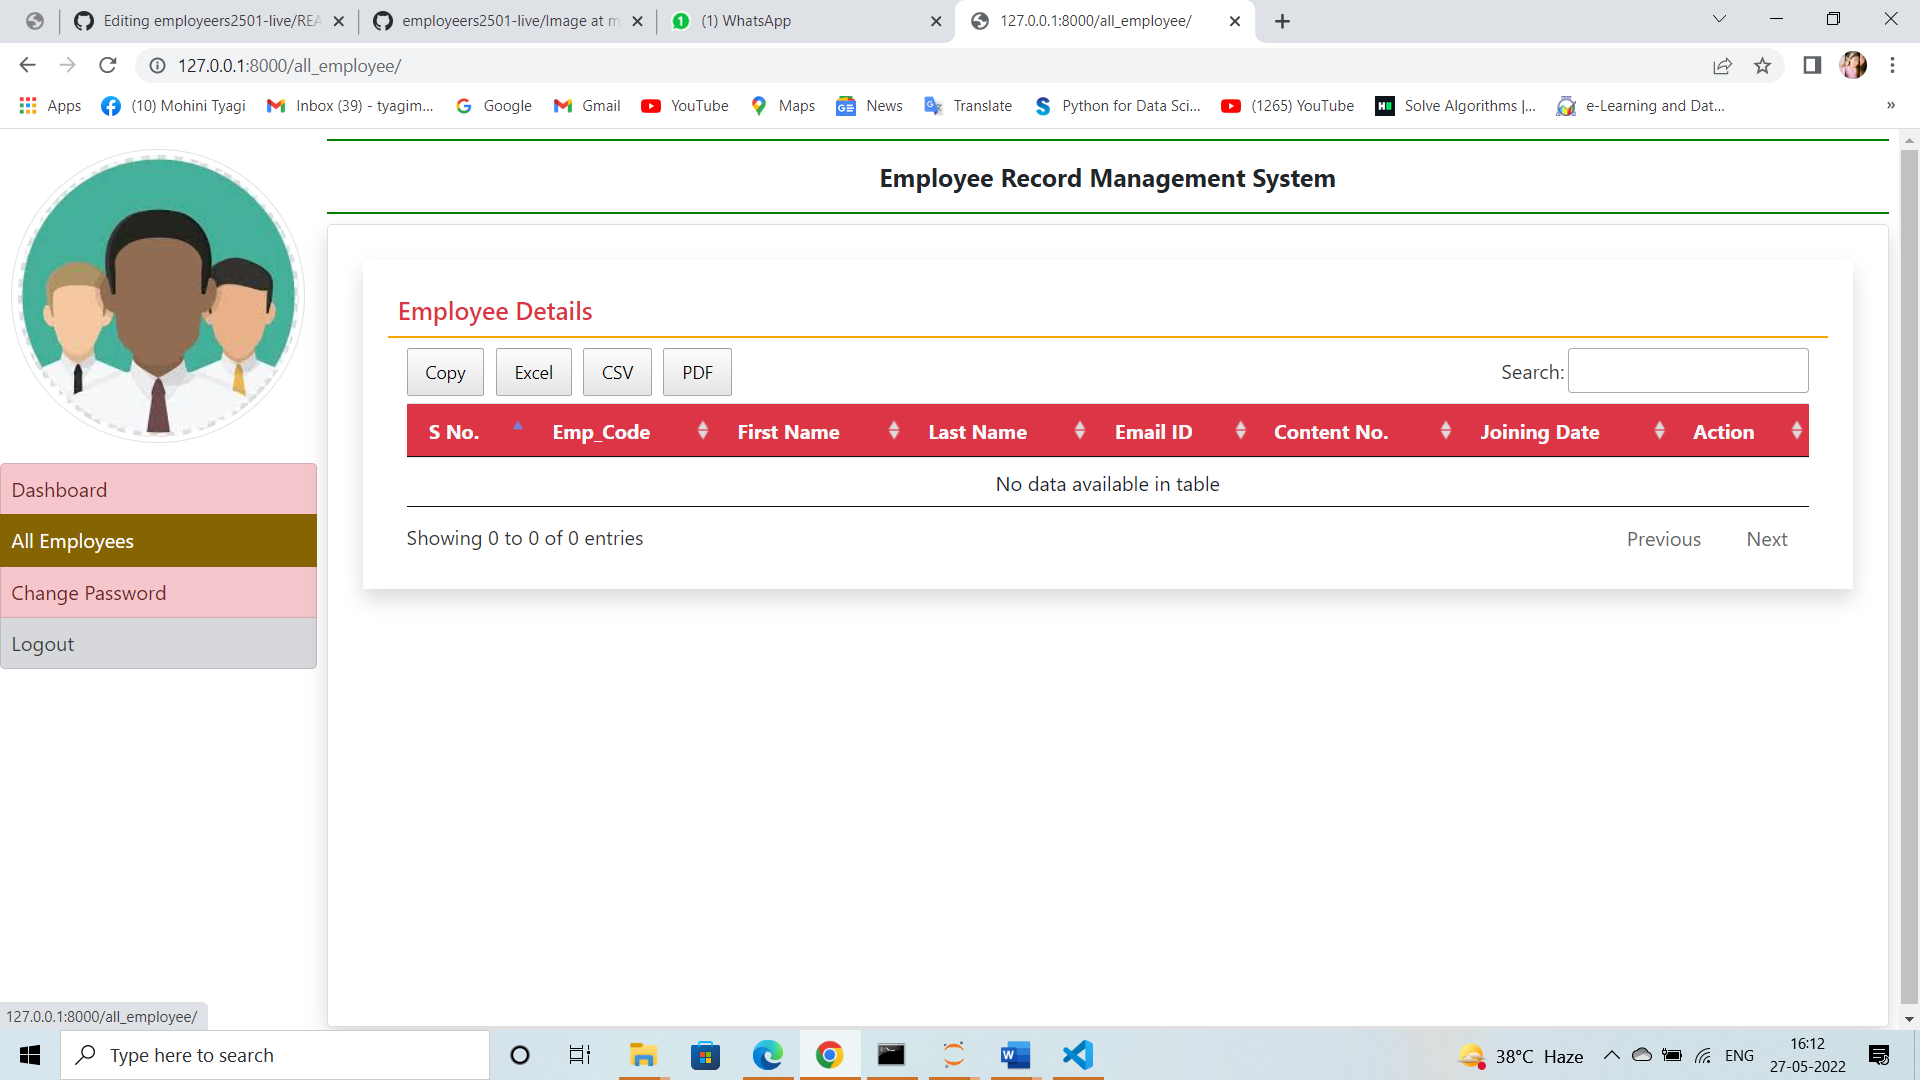 Editing employeers2501-live/REA
employeers2501-live/Image at m
(1) WhatsApp
127.0.0.1:8000/all_employee/
127.0.0.1:8000/all_employee/
Apps
(10) Mohini Tyagi
Inbox (39) - tyagim...
Google
Gmail
YouTube
Maps
News
Translate
Python for Data Sci...
(1265) YouTube
Solve Algorithms |...
e-Learning and Dat...
»
Employee Record Management System
Employee Details
Copy Excel CSV PDF
Search:
S No. Emp_Code First Name Last Name Email ID Content No. Joining Date Action
No data available in table
Showing 0 to 0 of 0 entries
Previous Next
Dashboard
All Employees
Change Password
Logout
127.0.0.1:8000/all_employee/
Type here to search
38°C Haze
ENG
16:12
27-05-2022